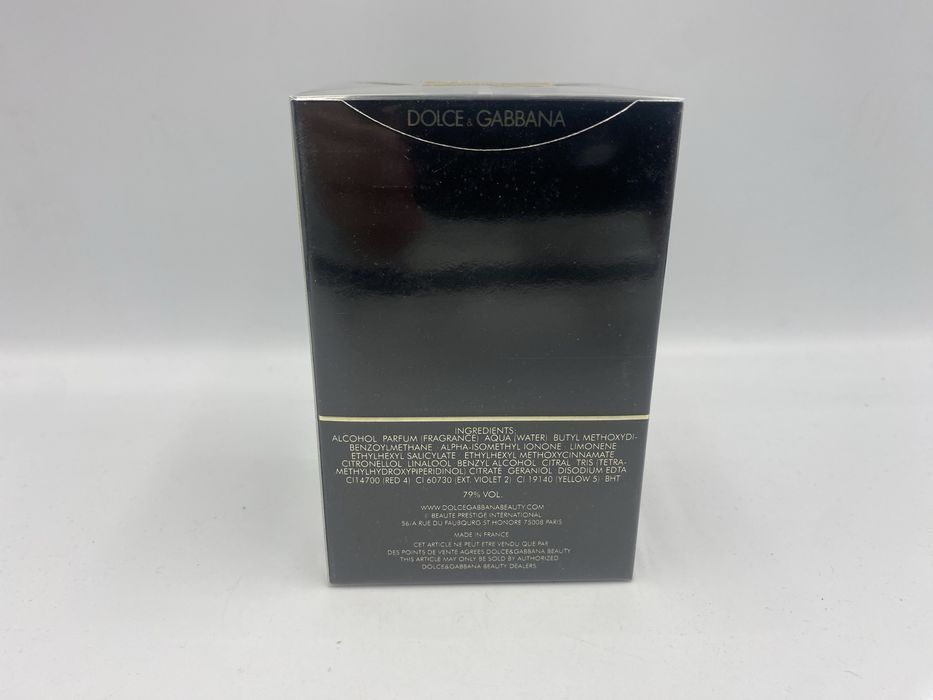 DOLCE & GABBANA
INGREDIENTS:
ALCOHOL PARFUM (FRAGRANCE) AQUA (WATER) BUTYL METHOXYDI-
BENZOYLMETHANE ALPHA-ISOMETHYL IONONE LIMONENE
ETHYLHEXYL SALICYLATE ETHYLHEXYL METHOXYCINNAMATE
CITRONELLOL LINALOOL BENZYL ALCOHOL CITRAL TRIS (TETRA-
METHYLHYDROXYPIPERIDINOL) CITRATE GERANIOL DISODIUM EDTA
CI 14700 (RED 4) CI 60730 (EXT. VIOLET 2) CI 19140 (YELLOW 5) BHT
79% VOL.
WWW.DOLCEGABBANABEAUTY.COM
BEAUTE PRESTIGE INTERNATIONAL
56/A RUE DU FAUBOURG ST HONORE 75008 PARIS
MADE IN FRANCE
CET ARTICLE NE PEUT ETRE VENDU QUE PAR
DES POINTS DE VENTE AGREES DOLCE&GABBANA BEAUTY
THIS ARTICLE MAY ONLY BE SOLD BY AUTHORIZED
DOLCE&GABBANA BEAUTY DEALERS